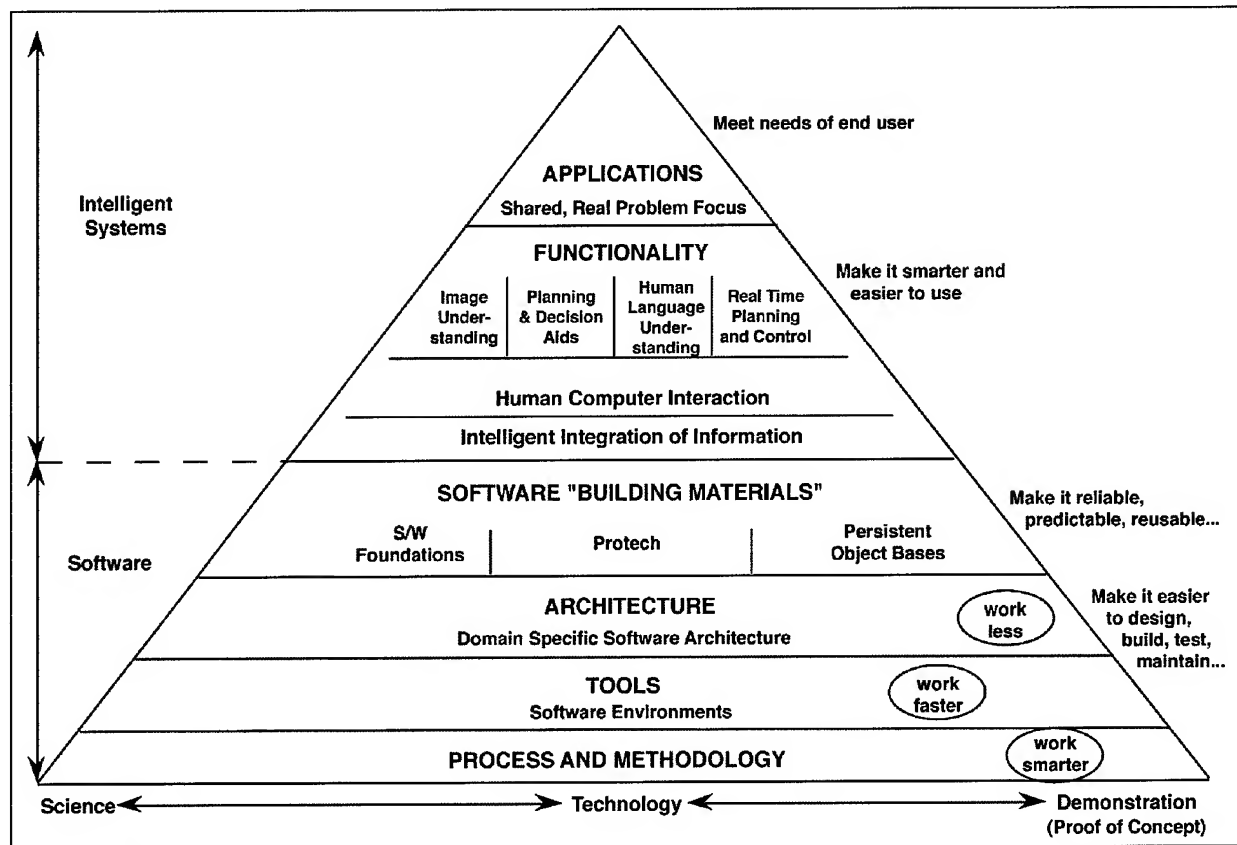 Meet needs of end user
APPLICATIONS
Shared, Real Problem Focus
Intelligent
Systems
FUNCTIONALITY
Make it smarter and
easier to use
Image
Under-
standing
Planning
& Decision
Aids
Human
Language
Under-
standing
Real Time
Planning
and Control
Human Computer Interaction
Intelligent Integration of Information
SOFTWARE "BUILDING MATERIALS"
Make it reliable,
predictable, reusable...
Software
S/W
Foundations
Protech
Persistent
Object Bases
ARCHITECTURE
Domain Specific Software Architecture
work
less
Make it easier
to design,
build, test,
maintain...
TOOLS
Software Environments
work
faster
PROCESS AND METHODOLOGY
work
smarter
Science
Technology
Demonstration
(Proof of Concept)